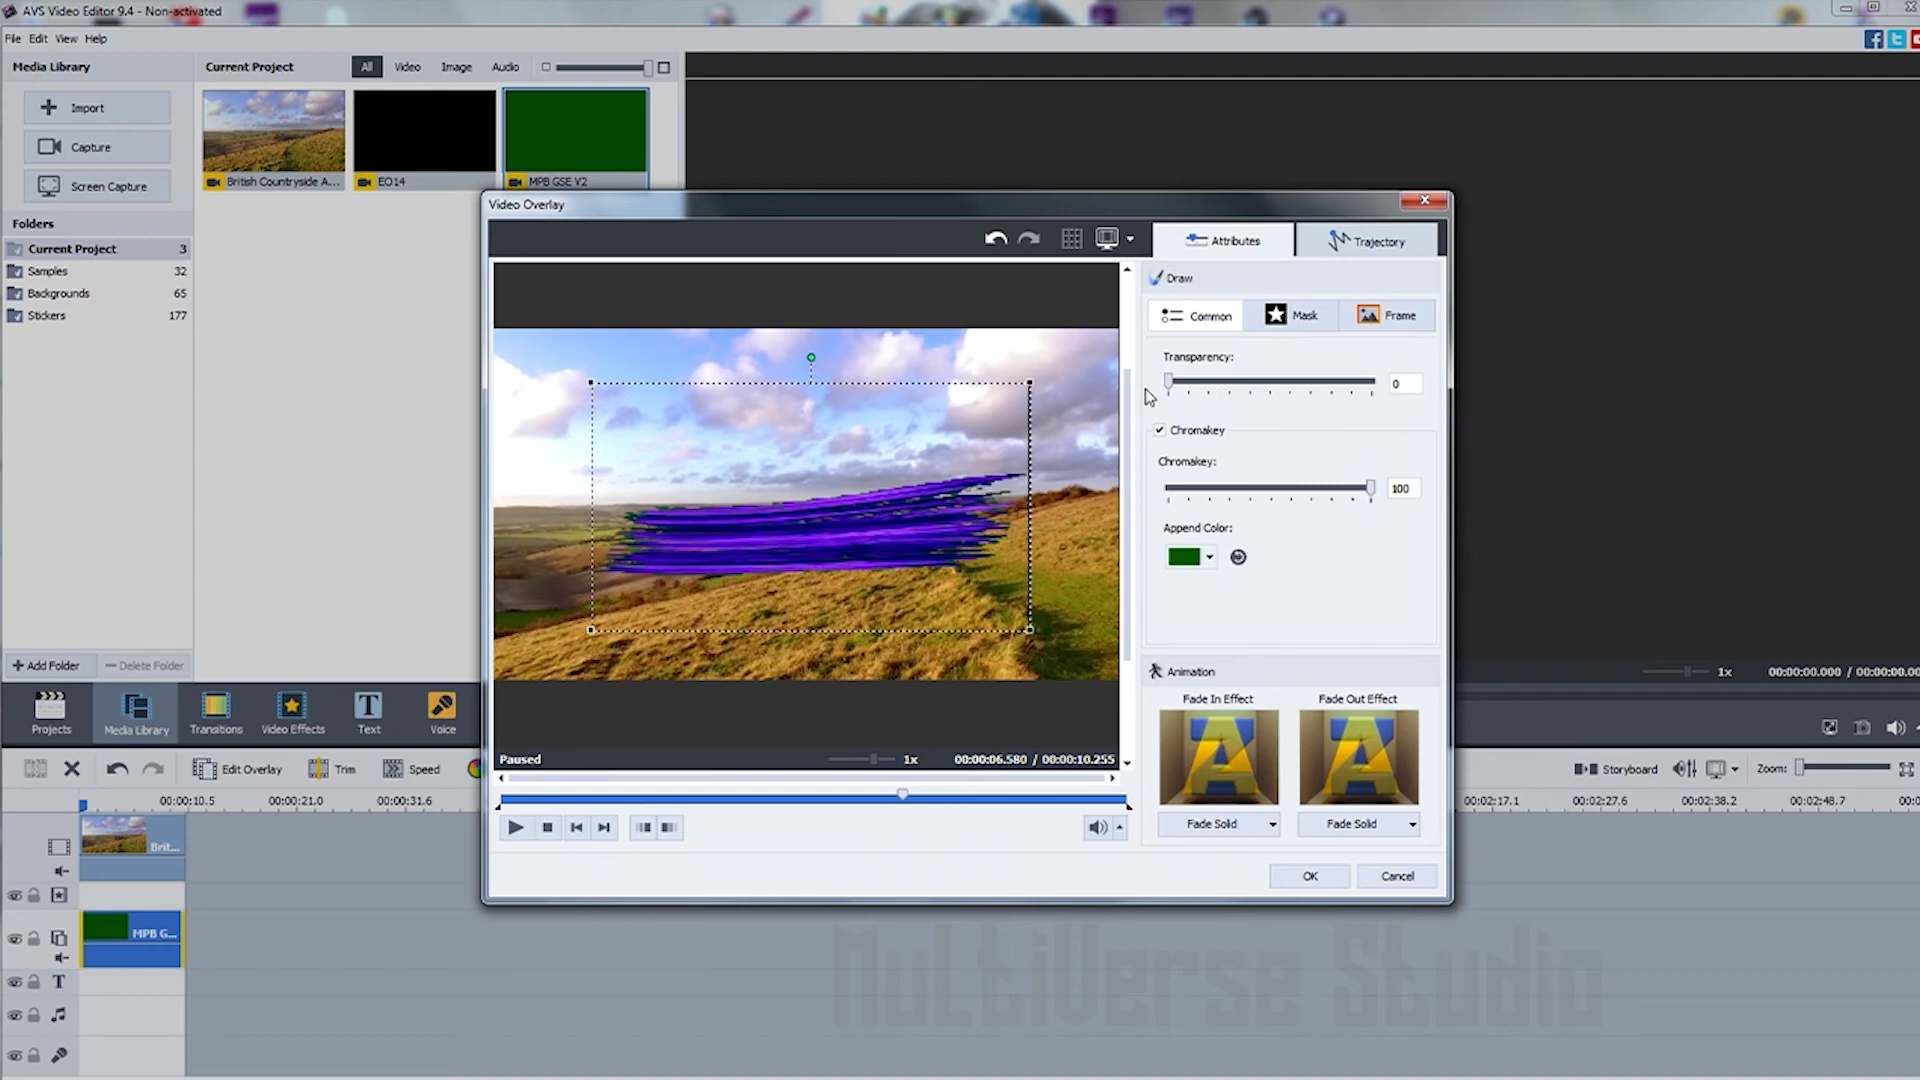 AVS Video Editor 9.4 - Non-activated
File Edit View Help
Media Library
Current Project
All
Video
Image
Audio
Import
Capture
Screen Capture
British Countryside A...
EO14
MPB GSE V2
Folders
Current Project 3
Samples 32
Backgrounds 65
Stickers 177
Add Folder
Delete Folder
Video Overlay
Attributes
Trajectory
Draw
Common
Mask
Frame
Transparency:
0
Chromakey
Chromakey:
100
Append Color:
Animation
Fade In Effect
Fade Out Effect
Fade Solid
Fade Solid
Paused
1x
00:00:06.580 / 00:00:10.255
OK
Cancel
1x
00:00:00.000 / 00:00:00.00
Projects
Media Library
Transitions
Video Effects
Text
Voice
Edit Overlay
Trim
Speed
Storyboard
Zoom:
00:00:10.5
00:00:21.0
00:00:31.6
00:02:17.1
00:02:27.6
00:02:38.2
00:02:48.7
00:0
Brit...
MPB G...
T
MultiVerse Studio